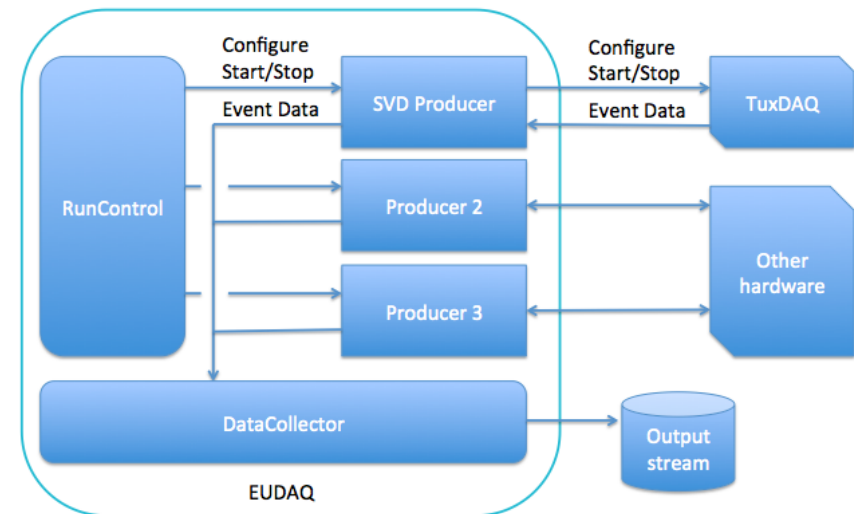 Configure
Start/Stop
Configure
Start/Stop
SVD Producer
TuxDAQ
Event Data
Event Data
RunControl
Producer 2
Other
hardware
Producer 3
DataCollector
Output
stream
EUDAQ